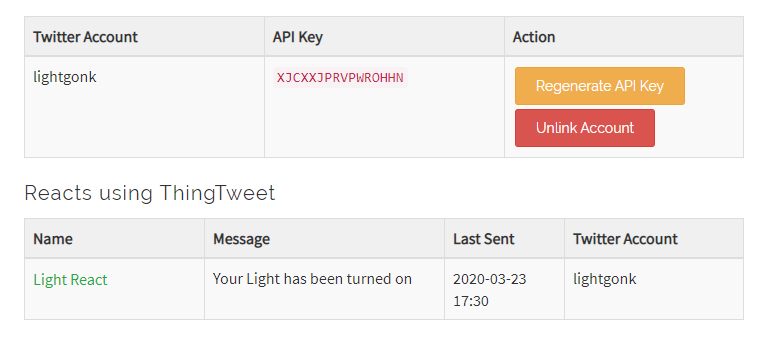 Twitter Account API Key Action
lightgonk XJCXXJPRVPWROHHN Regenerate API Key
Unlink Account
Reacts using ThingTweet
Name Message Last Sent Twitter Account
Light React Your Light has been turned on 2020-03-23 lightgonk
17:30